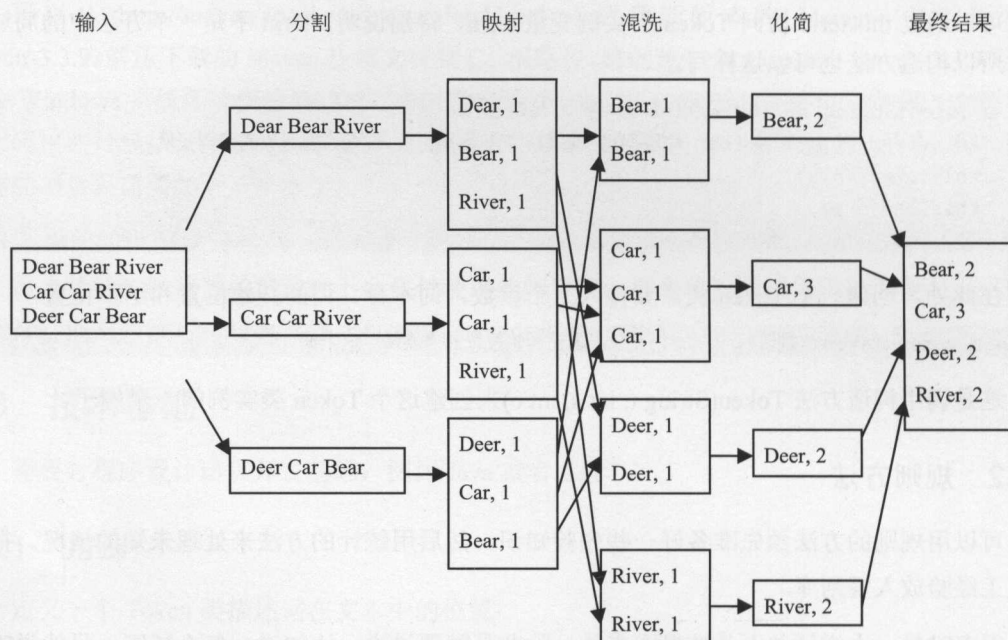 输入 分割 映射 混洗 化简 最终结果
Dear Bear River
Car Car River
Deer Car Bear
Dear Bear River
Car Car River
Deer Car Bear
Dear, 1
Bear, 1
River, 1
Car, 1
Car, 1
River, 1
Deer, 1
Car, 1
Bear, 1
Bear, 1
Bear, 1
Car, 1
Car, 1
Car, 1
Deer, 1
Deer, 1
River, 1
River, 1
Bear, 2
Car, 3
Deer, 2
River, 2
Bear, 2
Car, 3
Deer, 2
River, 2